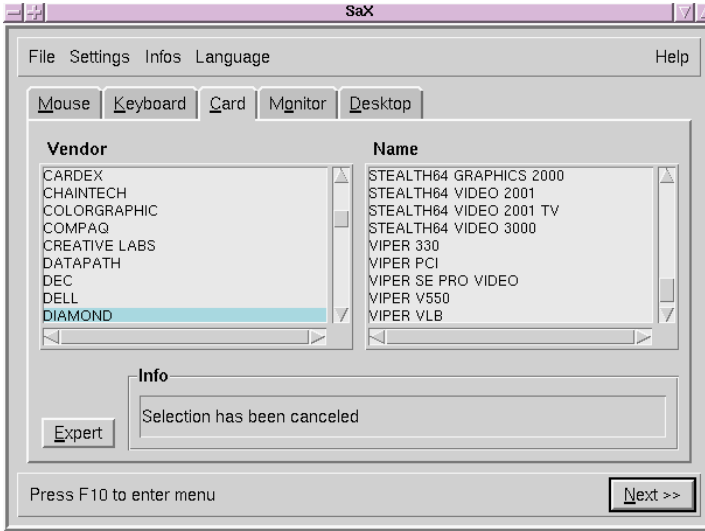 SaX
File Settings Infos Language Help
Mouse Keyboard Card Monitor Desktop
Vendor
CARDEX
CHAINTECH
COLORGRAPHIC
COMPAQ
CREATIVE LABS
DATAPATH
DEC
DELL
DIAMOND
Name
STEALTH64 GRAPHICS 2000
STEALTH64 VIDEO 2001
STEALTH64 VIDEO 2001 TV
STEALTH64 VIDEO 3000
VIPER 330
VIPER PCI
VIPER SE PRO VIDEO
VIPER V550
VIPER VLB
Info
Selection has been canceled
Expert
Press F10 to enter menu
Next >>